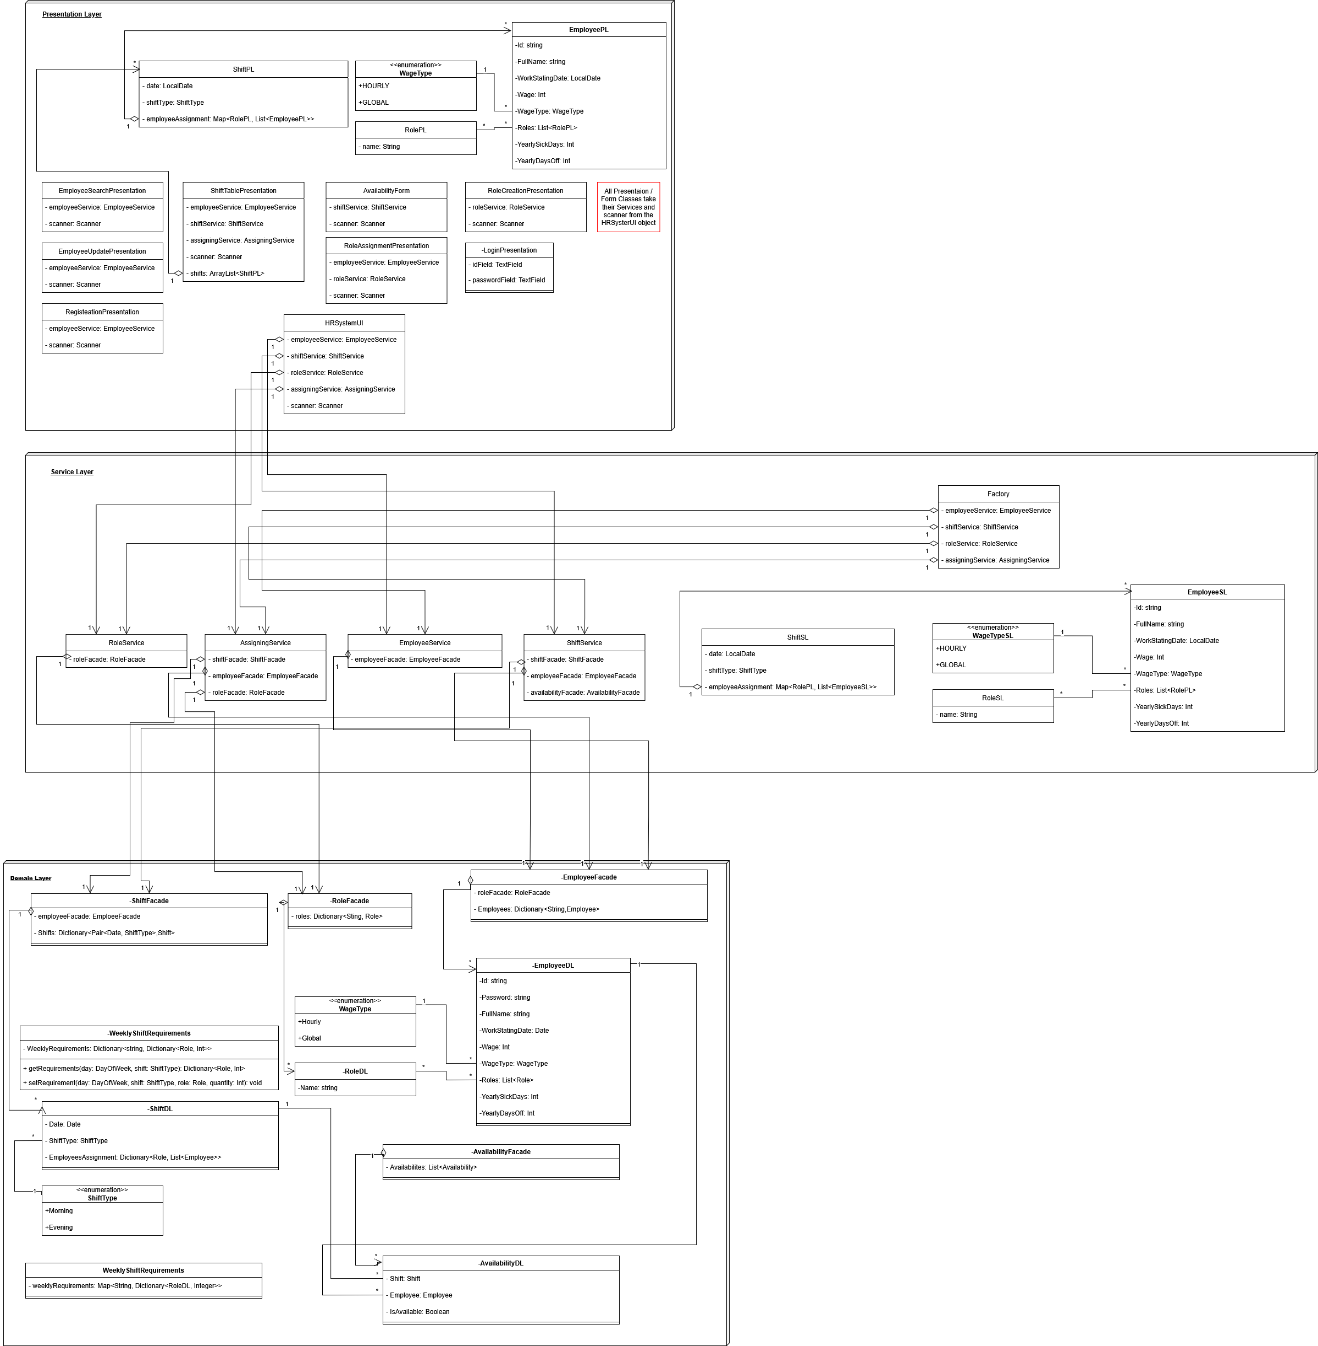 Presentation Layer
EmployeePL
-Id: string
-FullName: string
-WorkStatingDate: LocalDate
-Wage: Int
-WageType: WageType
-Roles: List<RolePL>
-YearlySickDays: Int
-YearlyDaysOff: Int
ShiftPL
- date: LocalDate
- shiftType: ShiftType
- employeeAssignment: Map<RolePL, List<EmployeePL>>
<<enumeration>>
WageType
+HOURLY
+GLOBAL
RolePL
- name: String
EmployeeSearchPresentation
- employeeService: EmployeeService
- scanner: Scanner
ShiftTablePresentation
- employeeService: EmployeeService
- shiftService: ShiftService
- assigningService: AssigningService
- scanner: Scanner
- shifts: ArrayList<ShiftPL>
AvailabilityForm
- shiftService: ShiftService
- scanner: Scanner
RoleCreationPresentation
- roleService: RoleService
- scanner: Scanner
All Presentaion /
Form Classes take
their Services and
scanner from the
HRSysterUI object
EmployeeUpdatePresentation
- employeeService: EmployeeService
- scanner: Scanner
RoleAssignmentPresentation
- employeeService: EmployeeService
- roleService: RoleService
- scanner: Scanner
-LoginPresentation
- idField: TextField
- passwordField: TextField
RegisteationPresentation
- employeeService: EmployeeService
- scanner: Scanner
HRSystemUI
- employeeService: EmployeeService
- shiftService: ShiftService
- roleService: RoleService
- assigningService: AssigningService
- scanner: Scanner
Service Layer
Factory
- employeeService: EmployeeService
- shiftService: ShiftService
- roleService: RoleService
- assigningService: AssigningService
RoleService
- roleFacade: RoleFacade
AssigningService
- shiftFacade: ShiftFacade
- employeeFacade: EmployeeFacade
- roleFacade: RoleFacade
EmployeeService
- employeeFacade: EmployeeFacade
ShiftService
- shiftFacade: ShiftFacade
- employeeFacade: EmployeeFacade
- availabilityFacade: AvailabilityFacade
ShiftSL
- date: LocalDate
- shiftType: ShiftType
- employeeAssignment: Map<RolePL, List<EmployeeSL>>
<<enumeration>>
WageTypeSL
+HOURLY
+GLOBAL
RoleSL
- name: String
EmployeeSL
-Id: string
-FullName: string
-WorkStatingDate: LocalDate
-Wage: Int
-WageType: WageType
-Roles: List<RolePL>
-YearlySickDays: Int
-YearlyDaysOff: Int
Domain Layer
-ShiftFacade
- employeeFacade: EmploeeFacade
- Shifts: Dictionary<Pair<Date, ShiftType>,Shift>
-RoleFacade
- roles: Dictionary<Sting, Role>
-EmployeeFacade
- roleFacade: RoleFacade
- Employees: Dictionary<String,Employee>
-EmployeeDL
-Id: string
-Password: string
-FullName: string
-WorkStatingDate: Date
-Wage: Int
-WageType: WageType
-Roles: List<Role>
-YearlySickDays: Int
-YearlyDaysOff: Int
<<enumeration>>
WageType
+Hourly
+Global
-RoleDL
-Name: string
-WeeklyShiftRequirements
- WeeklyRequirements: Dictionary<string, Dictionary<Role, Int>>
+ getRequirements(day: DayOfWeek, shift: ShiftType): Dictionary<Role, Int>
+ setRequirement(day: DayOfWeek, shift: ShiftType, role: Role, quantity: Int): void
-ShiftDL
- Date: Date
- ShiftType: ShiftType
- EmployeesAssignment: Dictionary<Role, List<Employee>>
<<enumeration>>
ShiftType
+Morning
+Evening
-AvailabilityFacade
- Availabilites: List<Availability>
-AvailabilityDL
- Shift: Shift
- Employee: Employee
- IsAvailable: Boolean
WeeklyShiftRequirements
- weeklyRequirements: Map<String, Dictionary<RoleDL, Integer>>